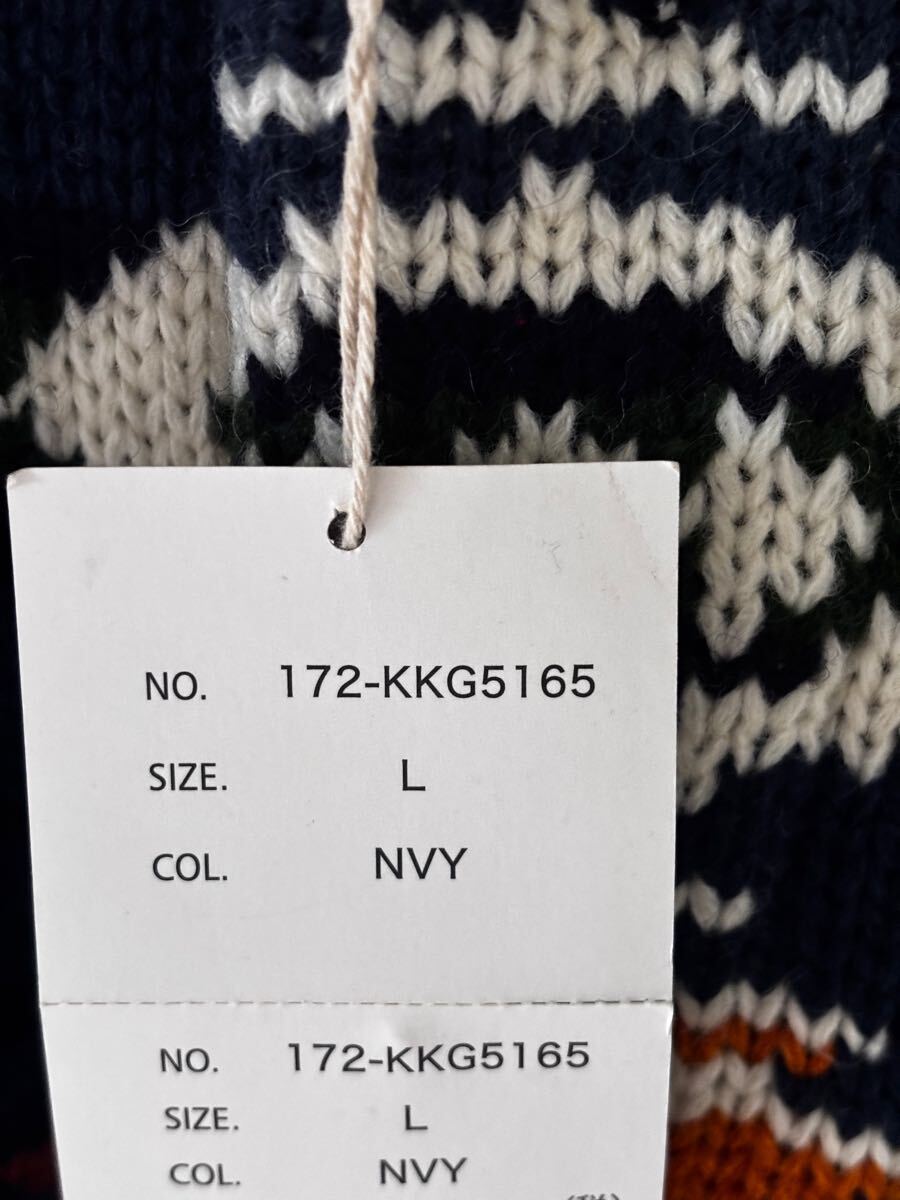 NO. 172-KKG5165
SIZE. L
COL. NVY
NO. 172-KKG5165
SIZE. L
COL. NVY